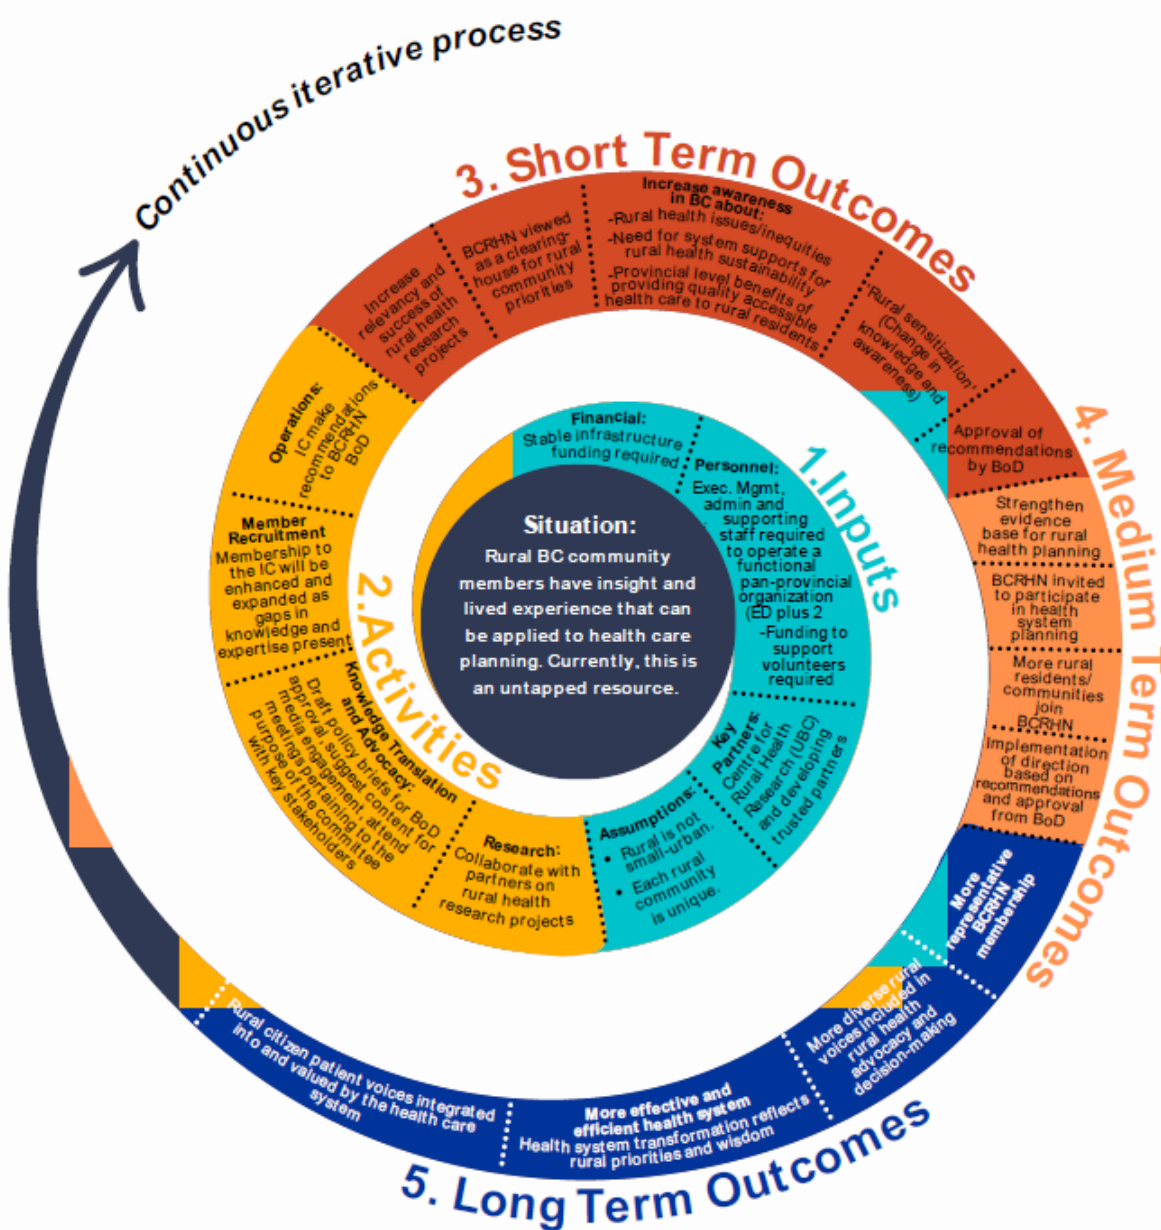 Continuous iterative process
Situation:
Rural BC community
members have insight and
lived experience that can
be applied to health care
planning. Currently, this is
an untapped resource.
1.Inputs
Financial:
Stable infrastructure
funding required
Personnel:
Exec. Mgmt,
admin and
supporting
staff required
to operate a
functional
pan-provincial
organization
(ED plus 2
-Funding to
support
volunteers
required
Key
Partners:
Centre for
Rural Health
Research (UBC)
and developing
trusted partners
Assumptions:
• Rural is not
small-urban.
• Each rural
community
is unique.
2.Activities
Research:
Collaborate with
partners on
rural health
research projects
Knowledge Translation
and Advocacy:
Draft policy briefs for BoD
approval, suggest content for
media engagement, attend
meetings pertaining to the
purpose of the committee
with key stakeholders
Member
Recruitment
Membership to
the IC will be
enhanced and
expanded as
gaps in
knowledge and
expertise present
Operations:
IC make
recommendations
to BCRHN
BoD
3. Short Term Outcomes
Increase
relevancy and
success of
rural health
research
projects
BCRHN viewed
as a clearing-
house for rural
community
priorities
Increase awareness
in BC about:
-Rural health issues/inequities
-Need for system supports for
rural health sustainability
-Provincial level benefits of
providing quality accessible
health care to rural residents
'Rural sensitization'
(Change in
knowledge and
awareness)
Approval of
recommendations
by BoD
4. Medium Term Outcomes
Strengthen
evidence
base for rural
health planning
BCRHN invited
to participate
in health
system
planning
More rural
residents/
communities
join
BCRHN
Implementation
of direction
based on
recommendations
and approval
from BoD
5. Long Term Outcomes
More
representative
BCRHN
membership
More diverse rural
voices included in
rural health
advocacy and
decision-making
More effective and
efficient health system
Health system transformation reflects
rural priorities and wisdom
Rural citizen patient voices integrated
into and valued by the health care
system